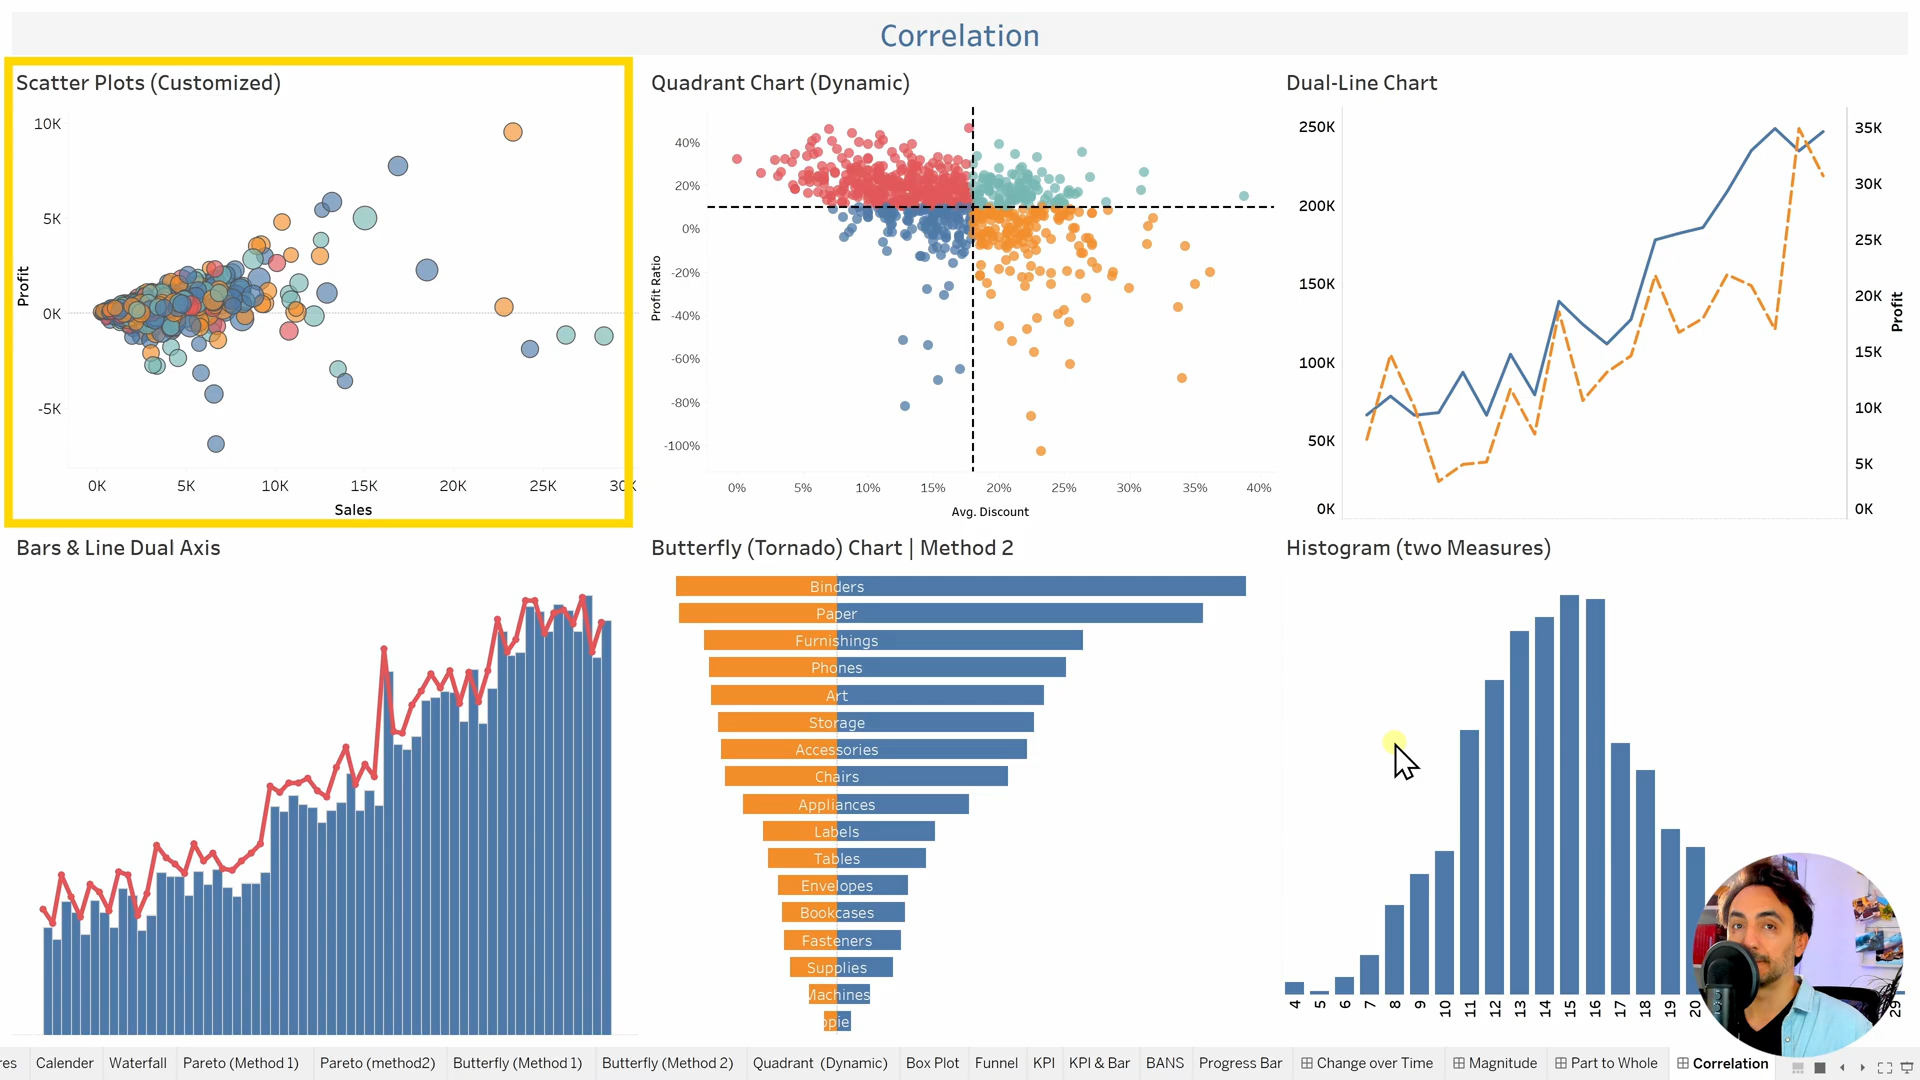 Correlation
Scatter Plots (Customized)
10K
5K
0K
-5K
Profit
0K 5K 10K 15K 20K 25K 30K
Sales
Quadrant Chart (Dynamic)
40%
20%
0%
-20%
-40%
-60%
-80%
-100%
Profit Ratio
0% 5% 10% 15% 20% 25% 30% 35% 40%
Avg. Discount
Dual-Line Chart
250K
200K
150K
100K
50K
0K
35K
30K
25K
20K
15K
10K
5K
0K
Profit
Bars & Line Dual Axis
Butterfly (Tornado) Chart | Method 2
Binders
Paper
Furnishings
Phones
Art
Storage
Accessories
Chairs
Appliances
Labels
Tables
Envelopes
Bookcases
Fasteners
Supplies
Machines
opie
Histogram (two Measures)
4 5 6 7 8 9 10 11 12 13 14 15 16 17 18 19 20 29
res Calender Waterfall Pareto (Method 1) Pareto (method2) Butterfly (Method 1) Butterfly (Method 2) Quadrant (Dynamic) Box Plot Funnel KPI KPI & Bar BANS Progress Bar Change over Time Magnitude Part to Whole Correlation